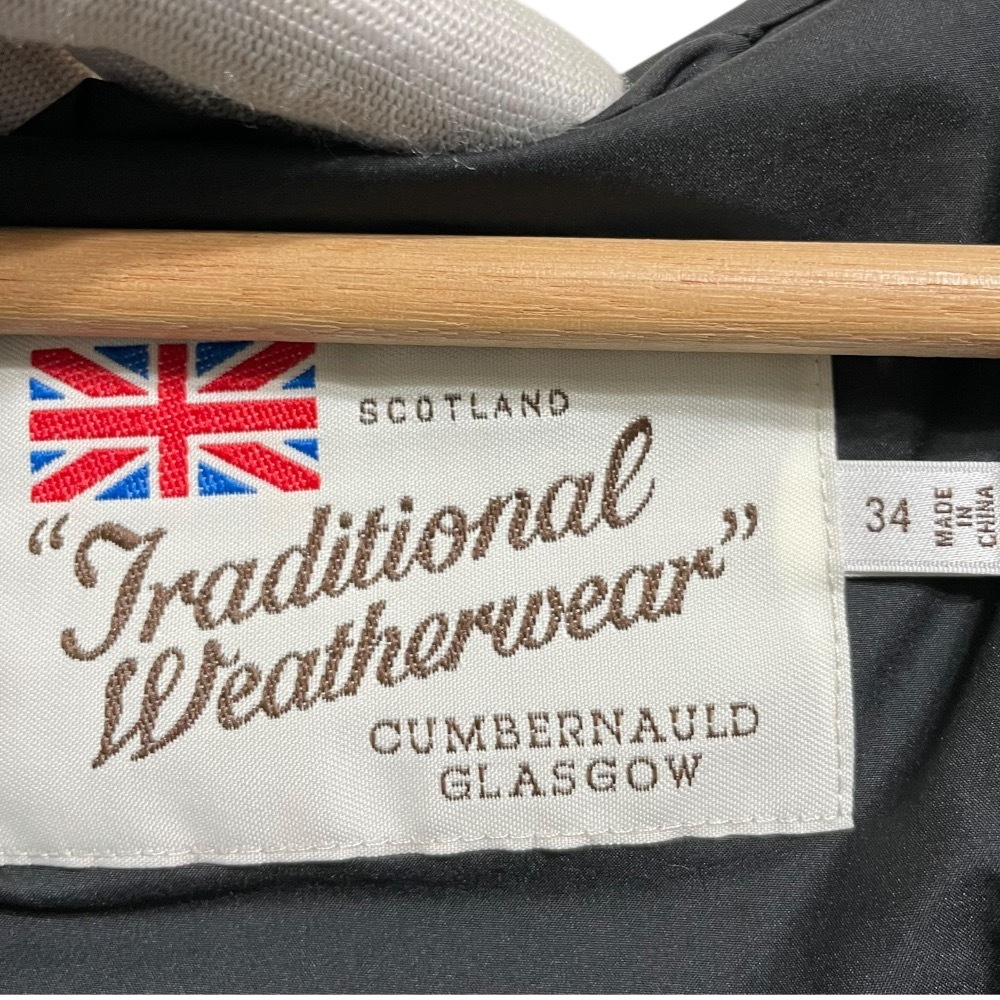 SCOTLAND
“Traditional
Weatherwear”
CUMBERNAULD
GLASGOW
34
MADE
IN
CHINA